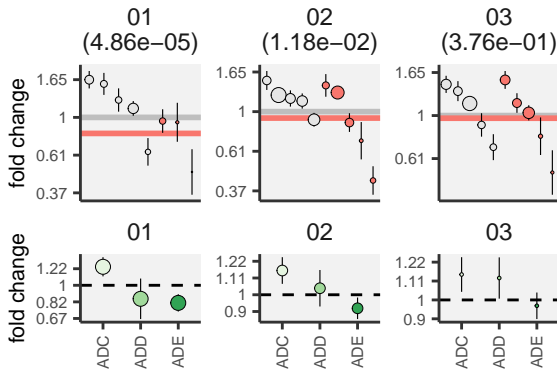 01 02 03
(4.86e−05) (1.18e−02) (3.76e−01)
fold change
1.65 1.65 1.65
1 1 1
0.61 0.61 0.61
0.37 0.37
01 02 03
fold change
1.22 1.22 1.22
1.11 1.11
1 1 1
0.82 0.9 0.9
0.67
ADC ADD ADE ADC ADD ADE ADC ADD ADE